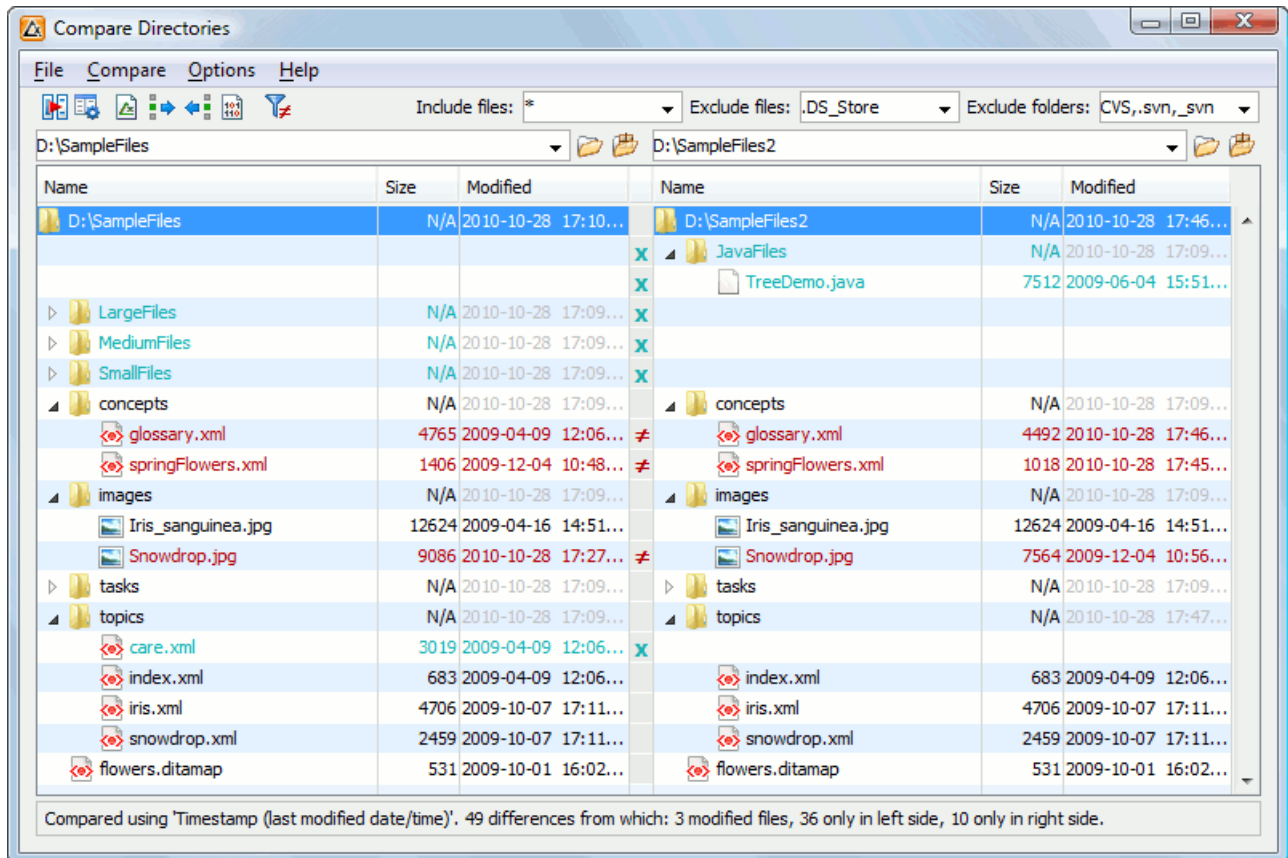 Compare Directories
File Compare Options Help
Include files: * Exclude files: .DS_Store Exclude folders: CVS,.svn,_svn
D:\SampleFiles D:\SampleFiles2
Name Size Modified Name Size Modified
D:\SampleFiles N/A 2010-10-28 17:10... D:\SampleFiles2 N/A 2010-10-28 17:46...
x JavaFiles N/A 2010-10-28 17:09...
x TreeDemo.java 7512 2009-06-04 15:51...
LargeFiles N/A 2010-10-28 17:09... x
MediumFiles N/A 2010-10-28 17:09... x
SmallFiles N/A 2010-10-28 17:09... x
concepts N/A 2010-10-28 17:09... concepts N/A 2010-10-28 17:09...
glossary.xml 4765 2009-04-09 12:06... ≠ glossary.xml 4492 2010-10-28 17:46...
springFlowers.xml 1406 2009-12-04 10:48... ≠ springFlowers.xml 1018 2010-10-28 17:45...
images N/A 2010-10-28 17:09... images N/A 2010-10-28 17:09...
Iris_sanguinea.jpg 12624 2009-04-16 14:51... Iris_sanguinea.jpg 12624 2009-04-16 14:51...
Snowdrop.jpg 9086 2010-10-28 17:27... ≠ Snowdrop.jpg 7564 2009-12-04 10:56...
tasks N/A 2010-10-28 17:09... tasks N/A 2010-10-28 17:09...
topics N/A 2010-10-28 17:09... topics N/A 2010-10-28 17:47...
care.xml 3019 2009-04-09 12:06... x
index.xml 683 2009-04-09 12:06... index.xml 683 2009-04-09 12:06...
iris.xml 4706 2009-10-07 17:11... iris.xml 4706 2009-10-07 17:11...
snowdrop.xml 2459 2009-10-07 17:11... snowdrop.xml 2459 2009-10-07 17:11...
flowers.ditamap 531 2009-10-01 16:02... flowers.ditamap 531 2009-10-01 16:02...
Compared using 'Timestamp (last modified date/time)'. 49 differences from which: 3 modified files, 36 only in left side, 10 only in right side.